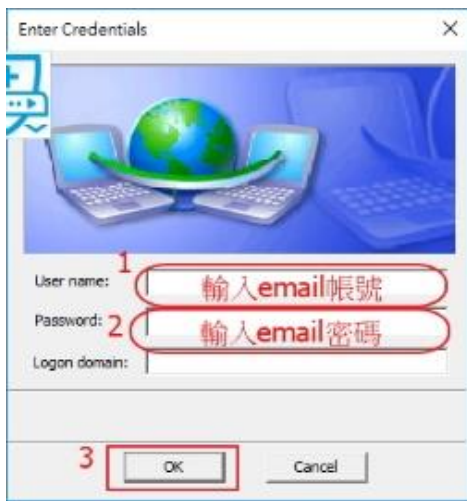 Enter Credentials
1
User name: 輸入email帳號
Password: 2 輸入email密碼
Logon domain:
3 OK Cancel